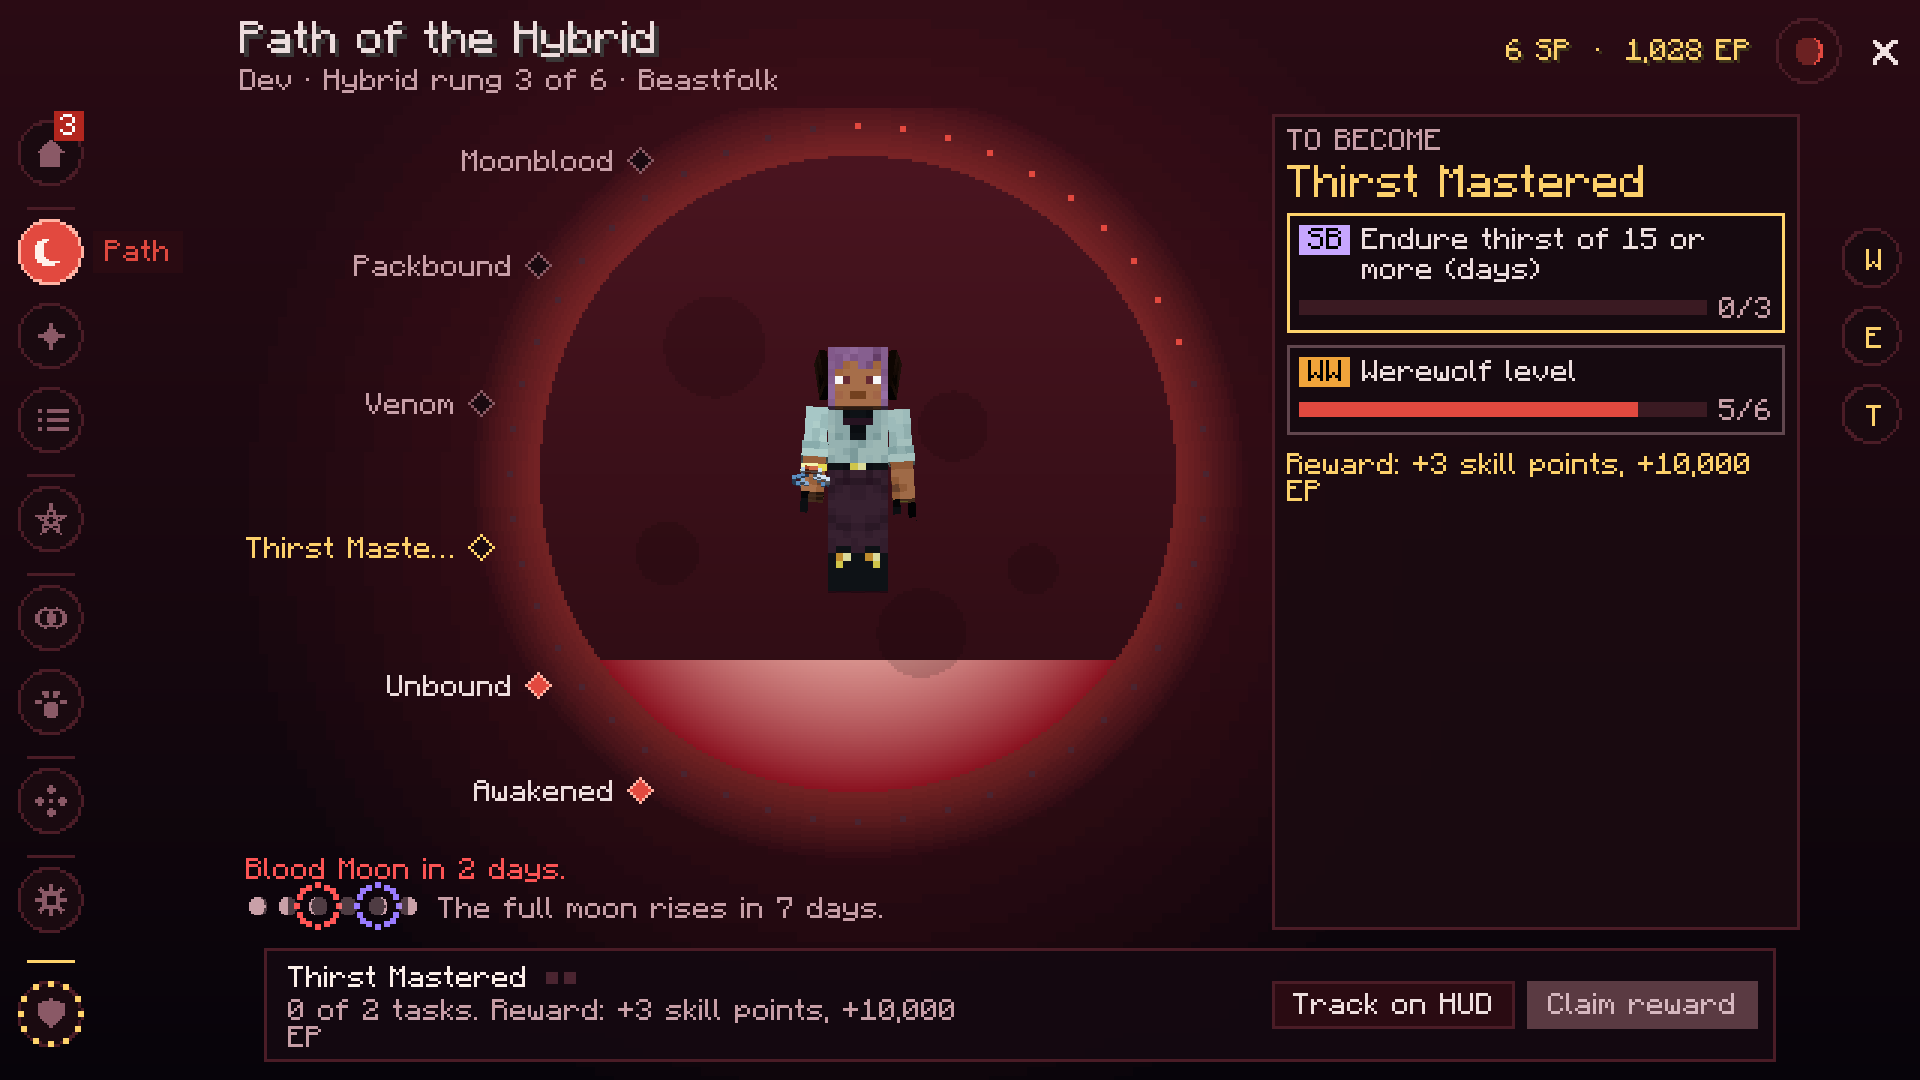 Path of the Hybrid
Dev · Hybrid rung 3 of 6 · Beastfolk
6 SP · 1,028 EP
3
Path
Moonblood
Packbound
Venom
Thirst Maste...
Unbound
Awakened
TO BECOME
Thirst Mastered
SB Endure thirst of 15 or
more (days)
0/3
WW Werewolf level
5/6
Reward: +3 skill points, +10,000
EP
W
E
T
Blood Moon in 2 days.
The full moon rises in 7 days.
Thirst Mastered
0 of 2 tasks. Reward: +3 skill points, +10,000
EP
Track on HUD
Claim reward